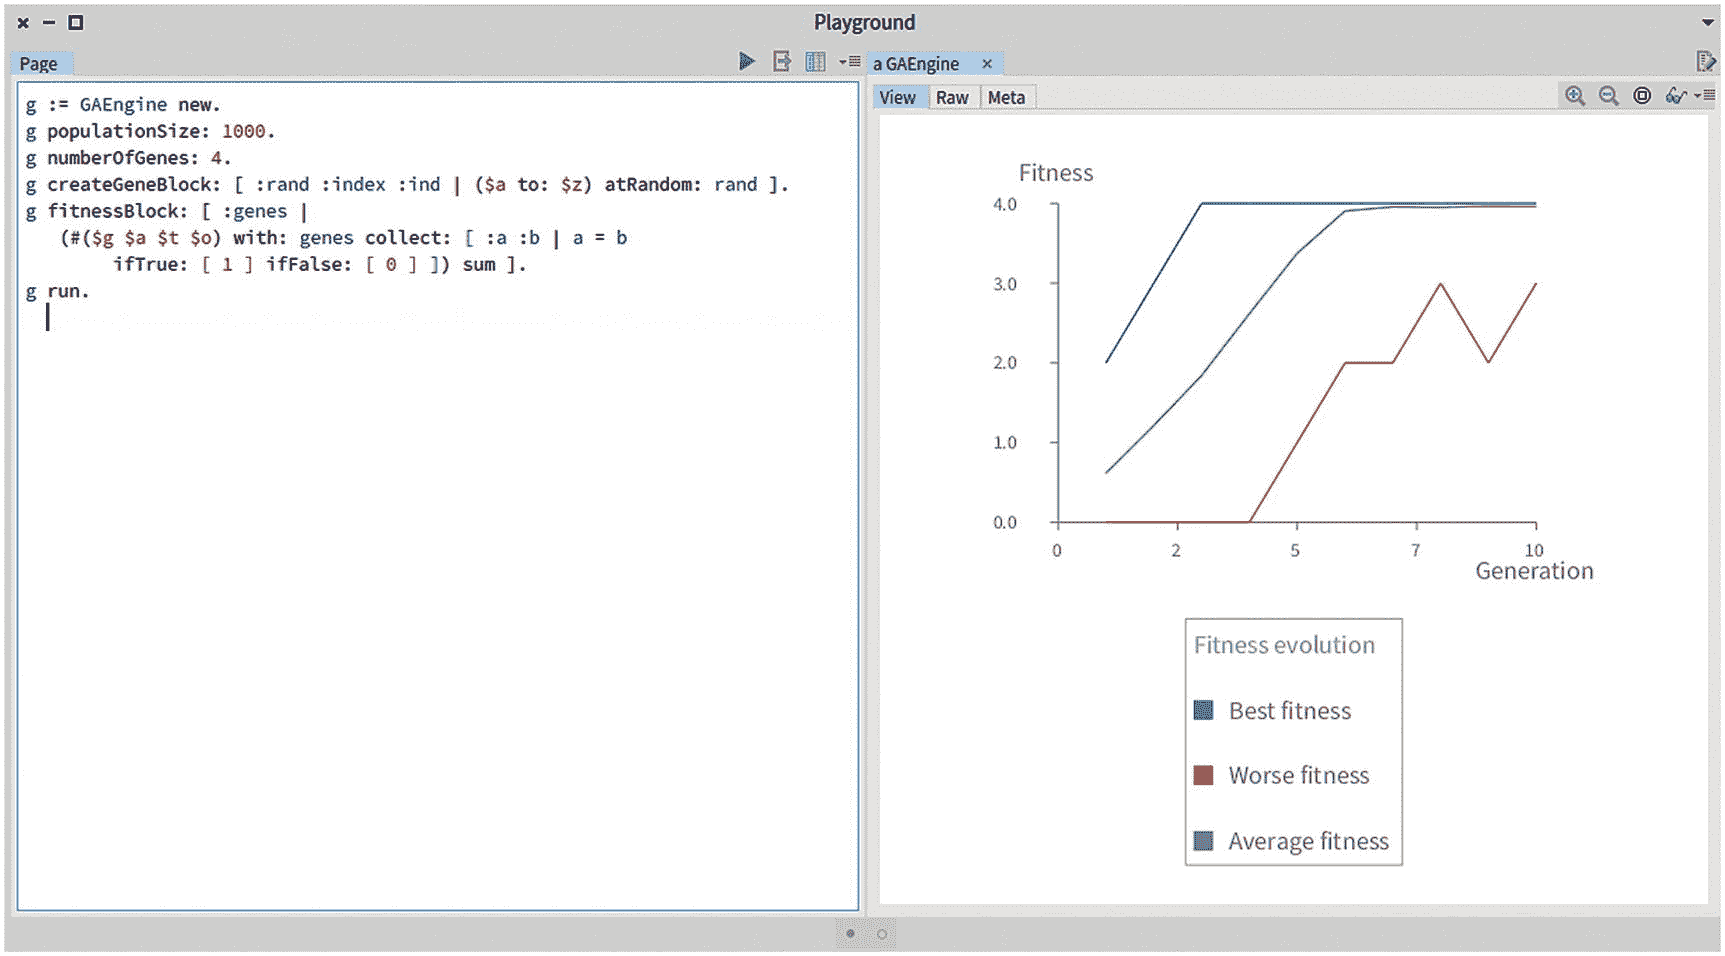 Playground
Page
g := GAEngine new.
g populationSize: 1000.
g numberOfGenes: 4.
g createGeneBlock: [ :rand :index :ind | ($a to: $z) atRandom: rand ].
g fitnessBlock: [ :genes |
(#($g $a $t $o) with: genes collect: [ :a :b | a = b
ifTrue: [ 1 ] ifFalse: [ 0 ] ]) sum ].
g run.
a GAEngine ×
View Raw Meta
Fitness
4.0
3.0
2.0
1.0
0.0
0 2 5 7 10
Generation
Fitness evolution
Best fitness
Worse fitness
Average fitness